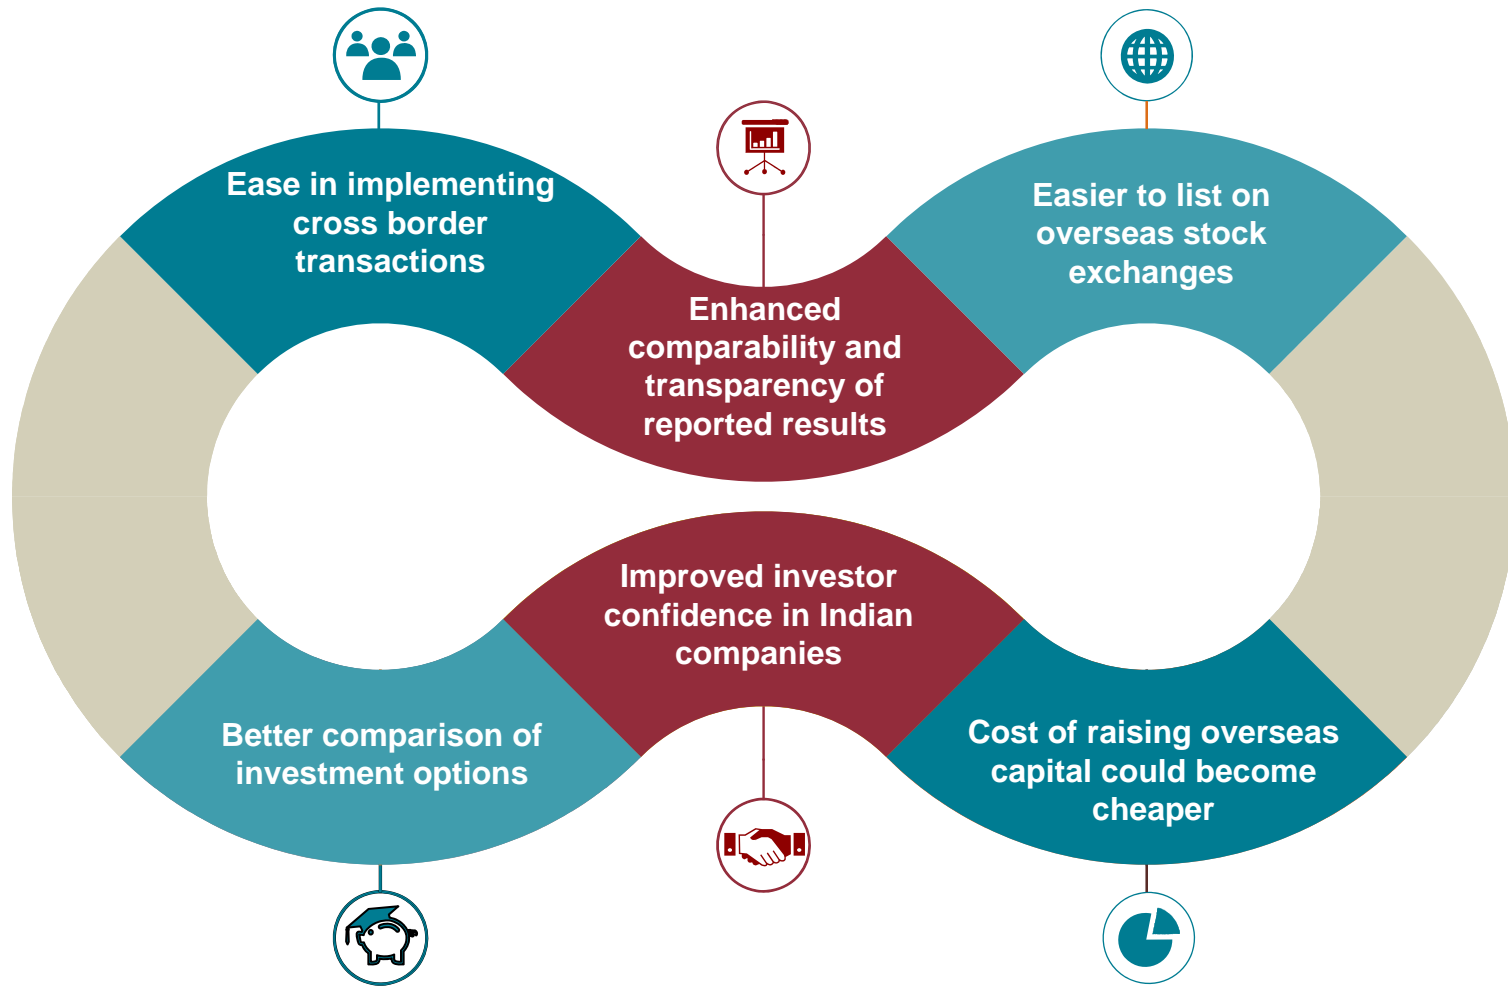 Ease in implementing
cross border
transactions
Enhanced
comparability and
transparency of
reported results
Easier to list on
overseas stock
exchanges
Better comparison of
investment options
Improved investor
confidence in Indian
companies
Cost of raising overseas
capital could become
cheaper